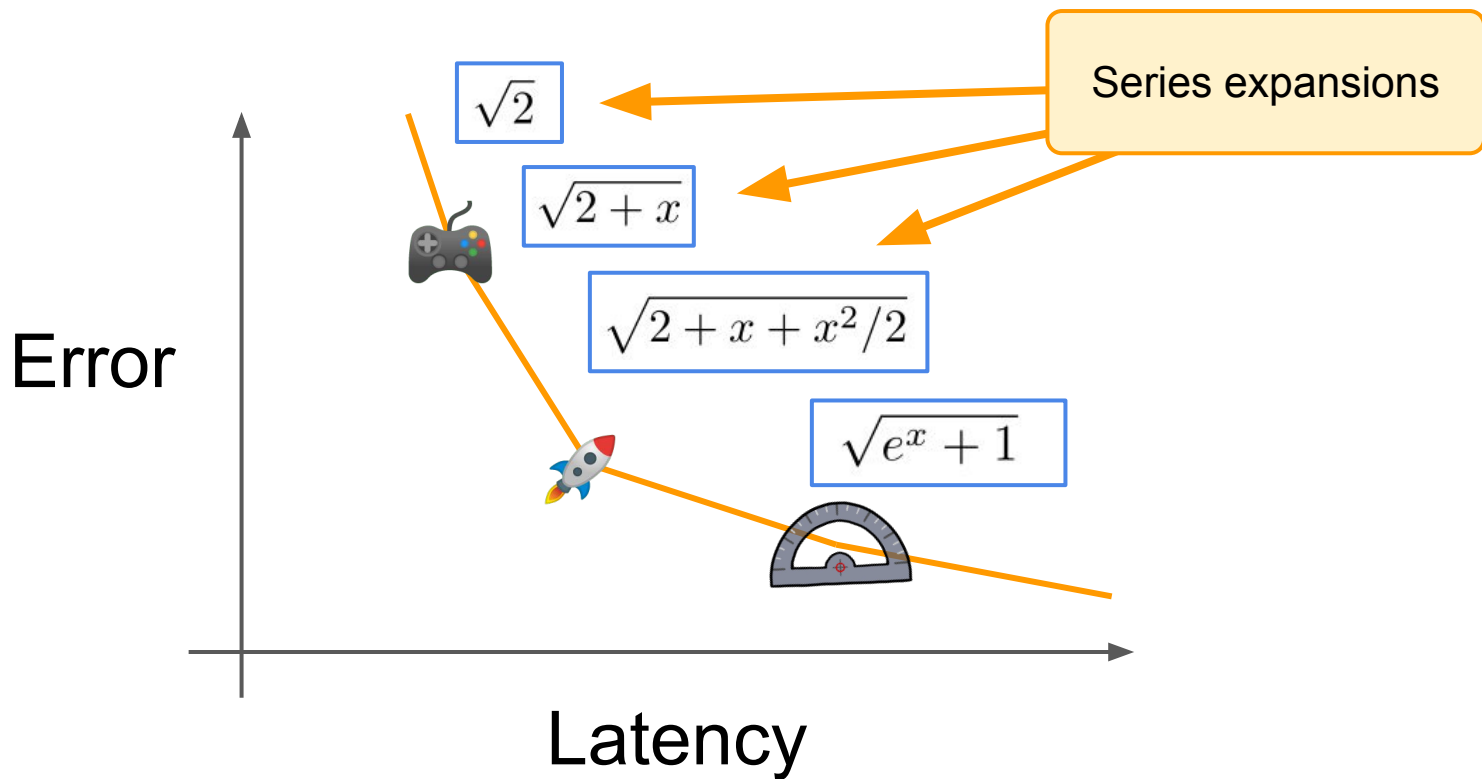 Series expansions
√2
√(2 + x)
√(2 + x + x²/2)
√(eˣ + 1)
Error
Latency